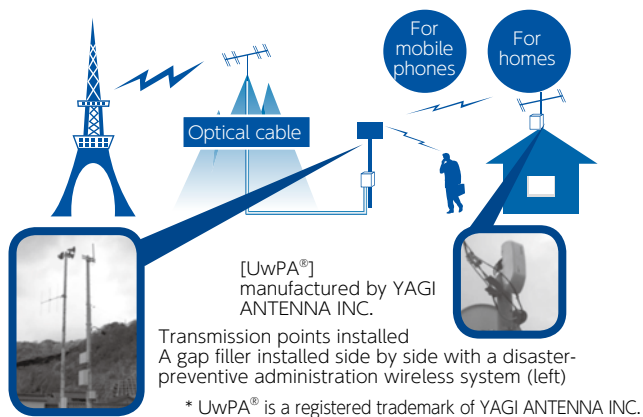 For
mobile
phones
For
homes
Optical cable
[UwPA®]
manufactured by YAGI
ANTENNA INC.
Transmission points installed
A gap filler installed side by side with a disaster-
preventive administration wireless system (left)
* UwPA® is a registered trademark of YAGI ANTENNA INC.